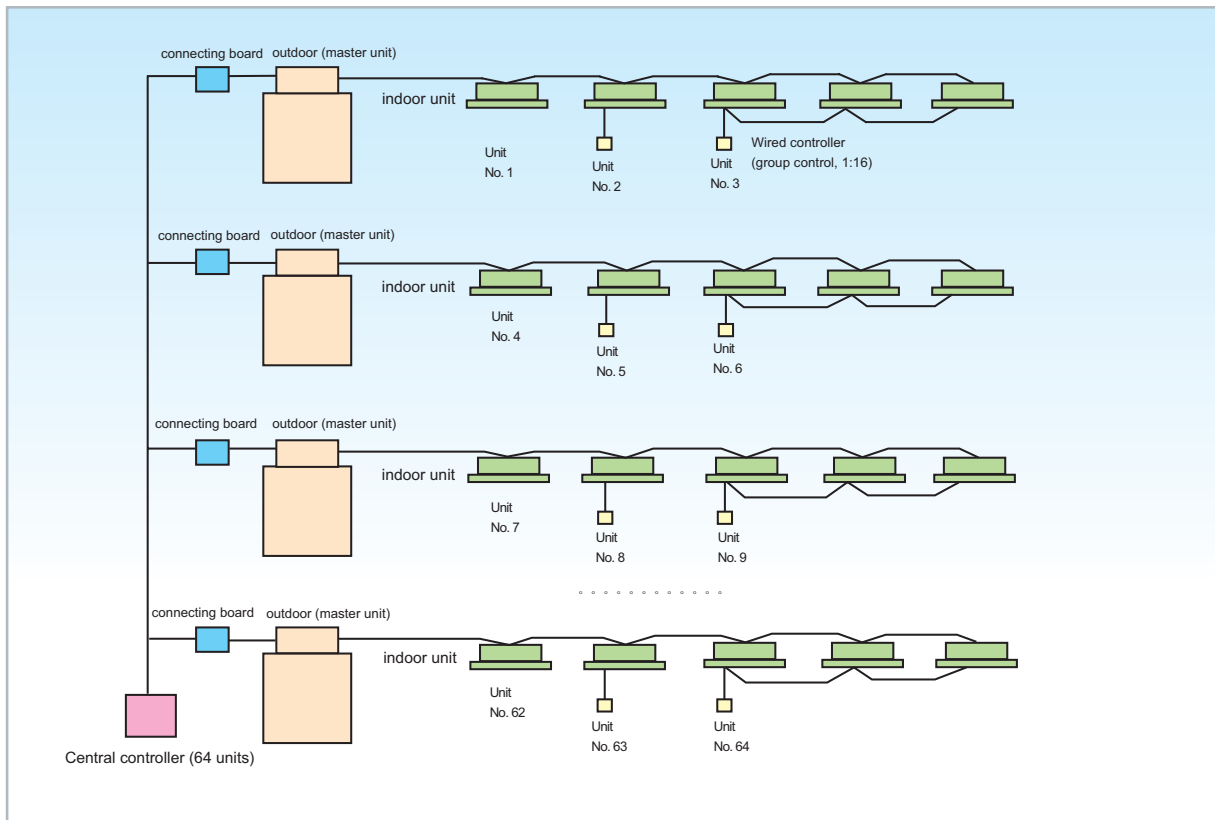 connecting board
outdoor (master unit)
indoor unit
Unit
No. 1
Unit
No. 2
Unit
No. 3
Wired controller
(group control, 1:16)
connecting board
outdoor (master unit)
indoor unit
Unit
No. 4
Unit
No. 5
Unit
No. 6
connecting board
outdoor (master unit)
indoor unit
Unit
No. 7
Unit
No. 8
Unit
No. 9
connecting board
outdoor (master unit)
indoor unit
Unit
No. 62
Unit
No. 63
Unit
No. 64
Central controller (64 units)